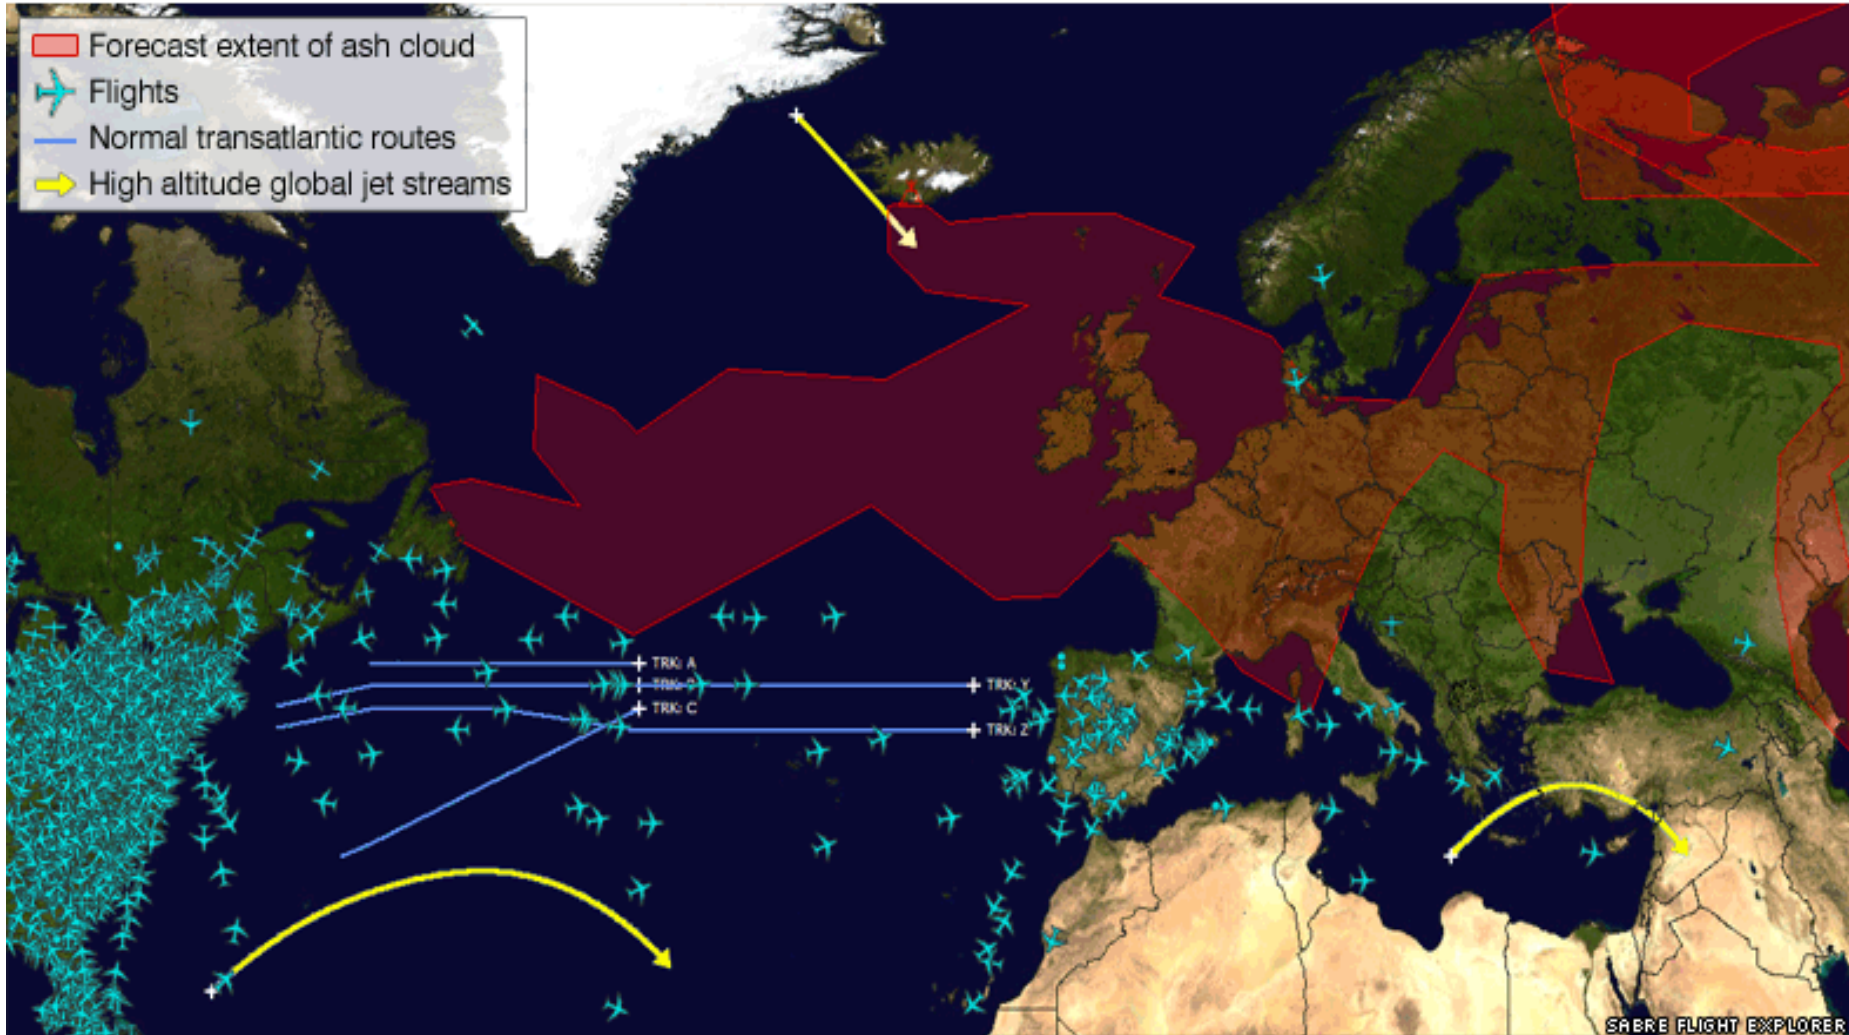 Forecast extent of ash cloud
Flights
Normal transatlantic routes
High altitude global jet streams
TRK: A
TRK: Y
TRK: C
TRK: Z
SABRE FLIGHT EXPLORER